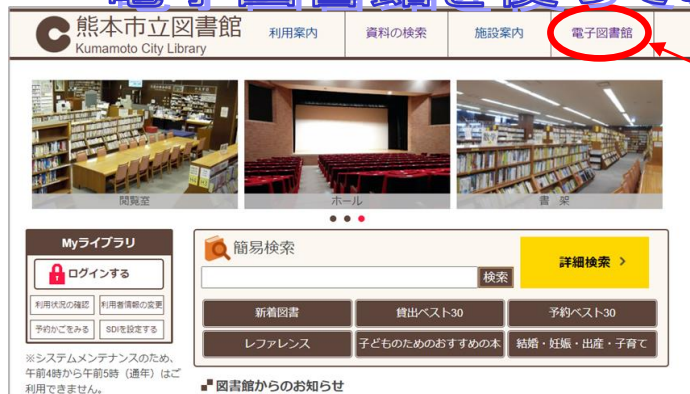 電子図書館を使って
熊本市立図書館
Kumamoto City Library
利用案内
資料の検索
施設案内
電子図書館
閲覧室
ホール
書 架
Myライブラリ
ログインする
利用状況の確認
利用者情報の変更
予約かごをみる
SDIを設定する
※システムメンテナンスのため、
午前4時から午前5時（通年）はご
利用できません。
簡易検索
検索
詳細検索 ›
新着図書
貸出ベスト30
予約ベスト30
レファレンス
子どものためのおすすめの本
結婚・妊娠・出産・子育て
図書館からのお知らせ